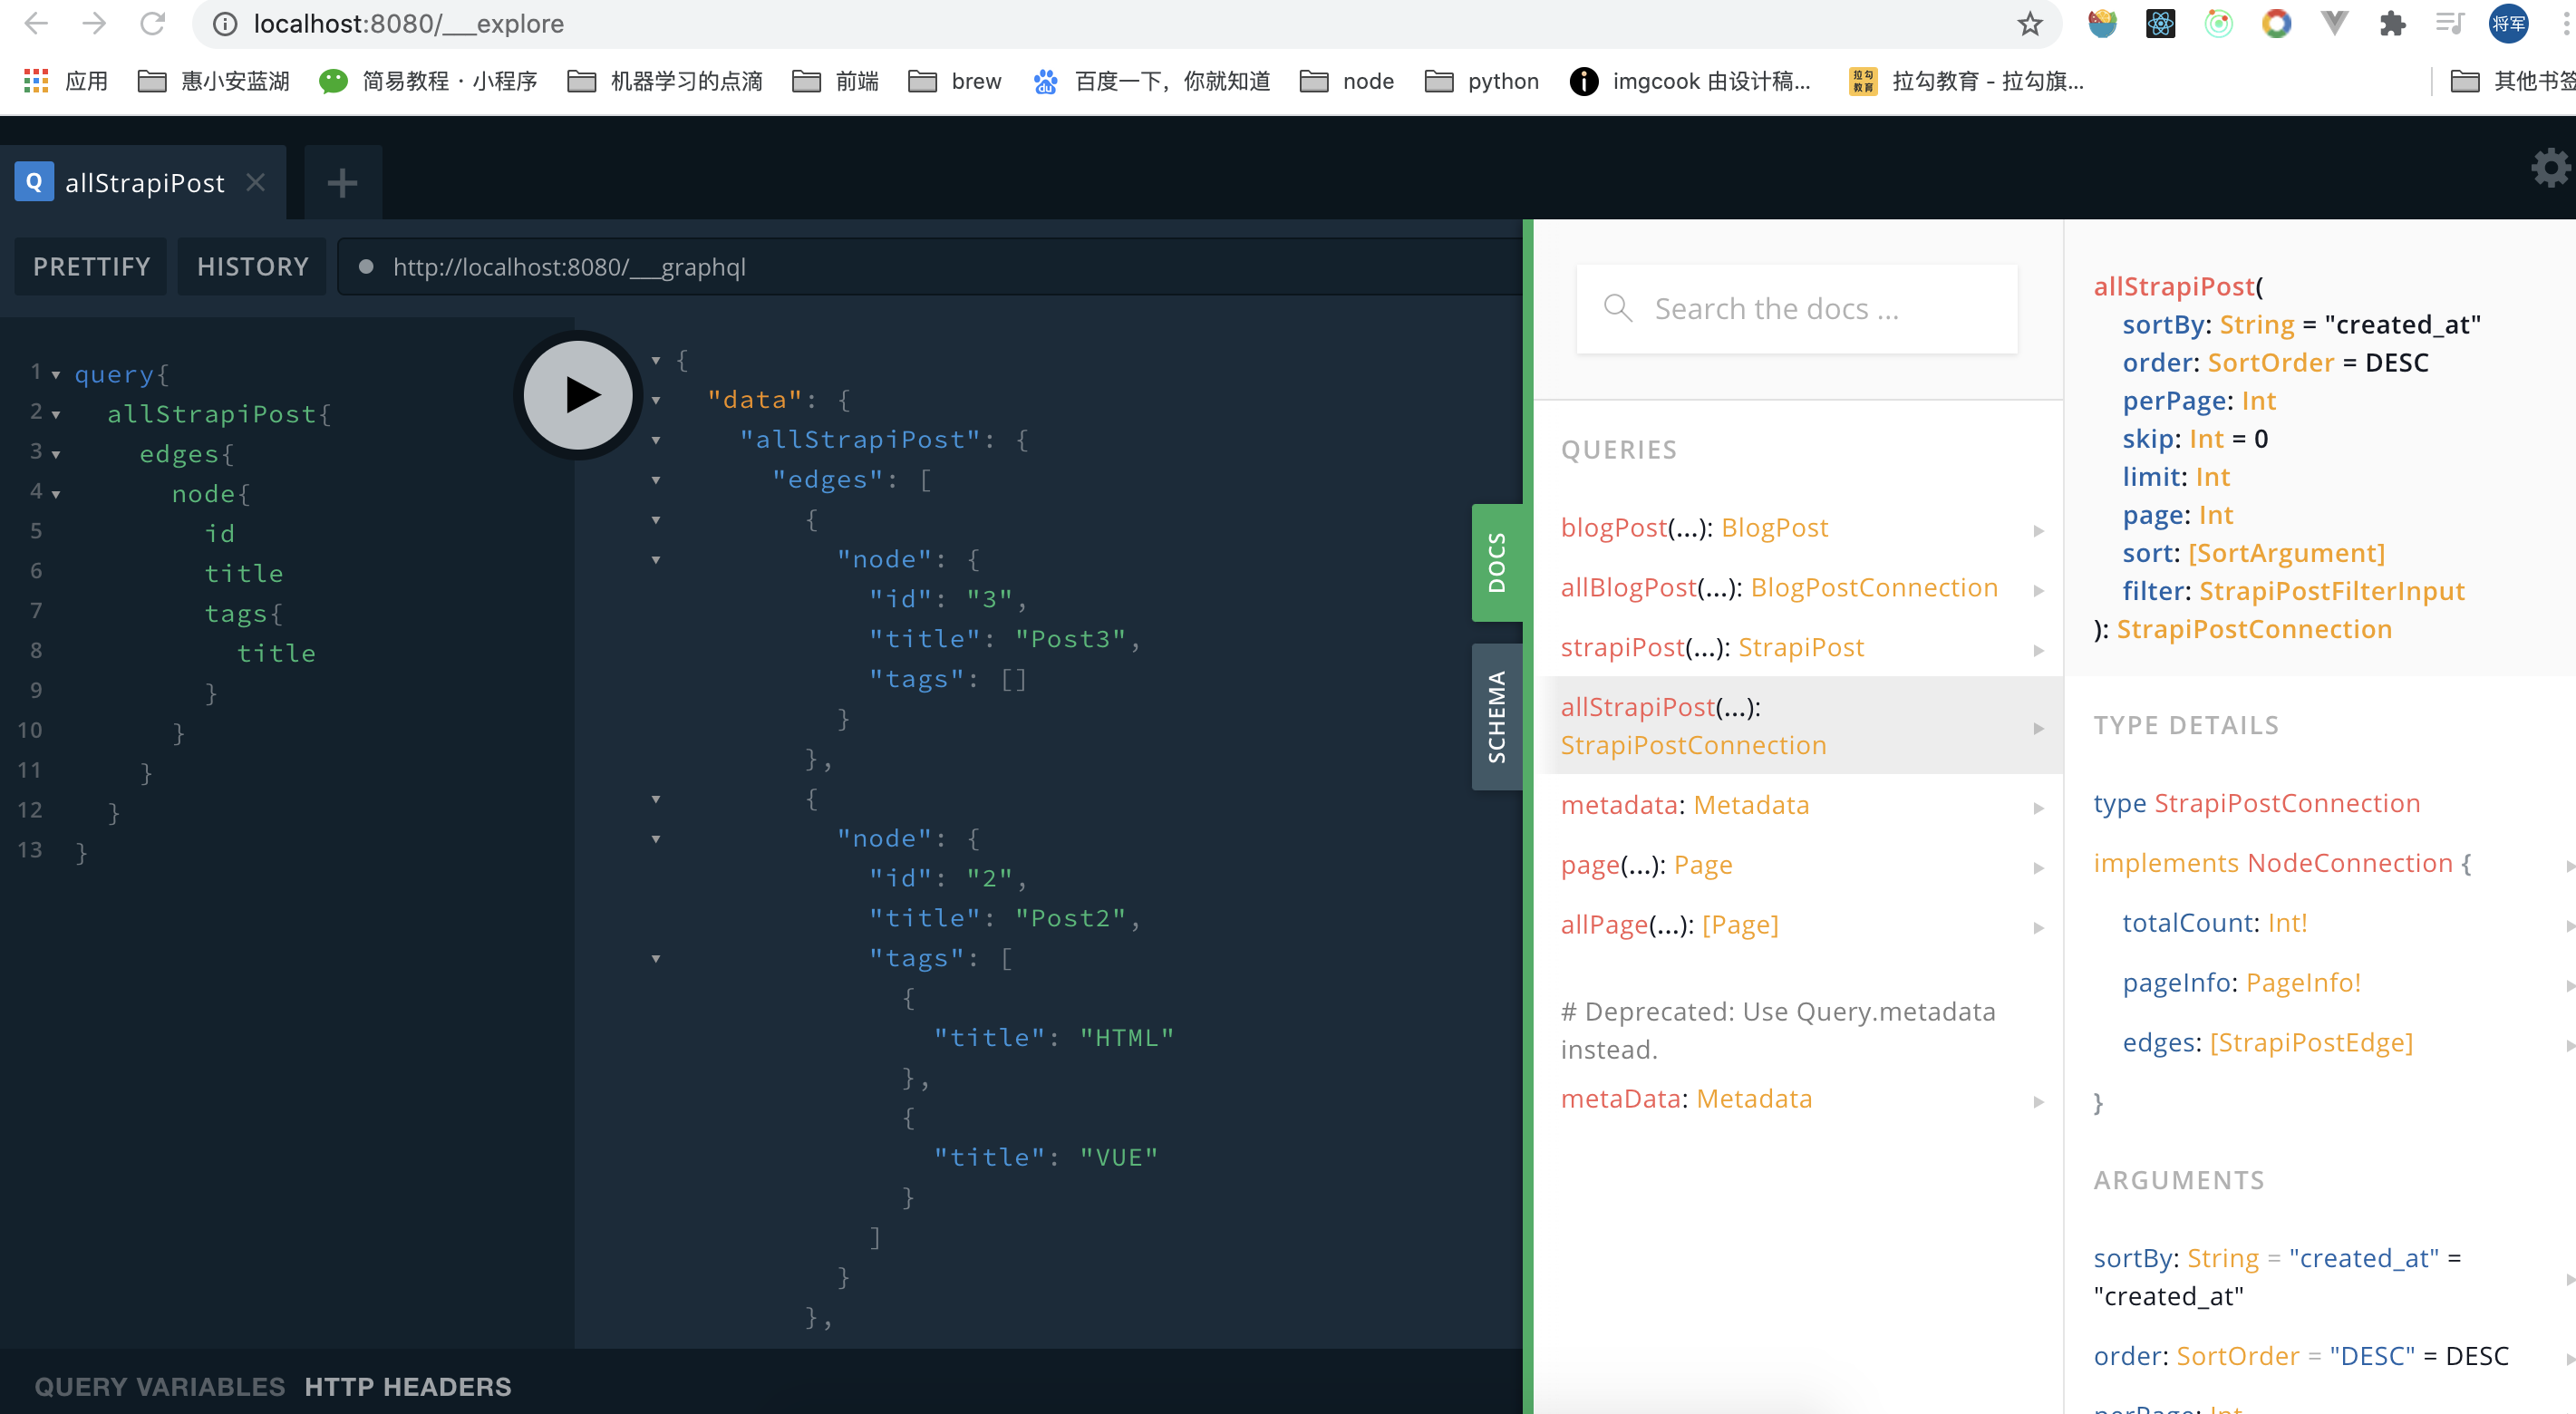 localhost:8080/___explore
将军
应用
惠小安蓝湖
简易教程 · 小程序
机器学习的点滴
前端
brew
du
百度一下，你就知道
node
python
imgcook 由设计稿...
拉勾教育
拉勾教育 - 拉勾旗...
其他书签
Q allStrapiPost
PRETTIFY
HISTORY
http://localhost:8080/___graphql
1 query{
2 allStrapiPost{
3 edges{
4 node{
5 id
6 title
7 tags{
8 title
9 }
10 }
11 }
12 }
13 }
{
"data": {
"allStrapiPost": {
"edges": [
{
"node": {
"id": "3",
"title": "Post3",
"tags": []
}
},
{
"node": {
"id": "2",
"title": "Post2",
"tags": [
{
"title": "HTML"
},
{
"title": "VUE"
}
]
}
},
QUERY VARIABLES
HTTP HEADERS
DOCS
SCHEMA
Search the docs ...
QUERIES
blogPost(...): BlogPost
allBlogPost(...): BlogPostConnection
strapiPost(...): StrapiPost
allStrapiPost(...):
StrapiPostConnection
metadata: Metadata
page(...): Page
allPage(...): [Page]
# Deprecated: Use Query.metadata
instead.
metaData: Metadata
allStrapiPost(
sortBy: String = "created_at"
order: SortOrder = DESC
perPage: Int
skip: Int = 0
limit: Int
page: Int
sort: [SortArgument]
filter: StrapiPostFilterInput
): StrapiPostConnection
TYPE DETAILS
type StrapiPostConnection
implements NodeConnection {
totalCount: Int!
pageInfo: PageInfo!
edges: [StrapiPostEdge]
}
ARGUMENTS
sortBy: String = "created_at" =
"created_at"
order: SortOrder = "DESC" = DESC
perPage: Int